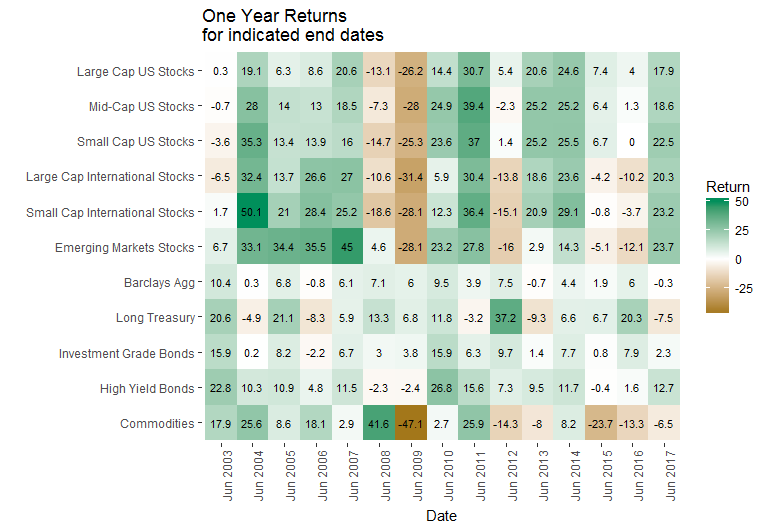 One Year Returns
for indicated end dates
Large Cap US Stocks 0.3 19.1 6.3 8.6 20.6 -13.1 -26.2 14.4 30.7 5.4 20.6 24.6 7.4 4 17.9
Mid-Cap US Stocks -0.7 28 14 13 18.5 -7.3 -28 24.9 39.4 -2.3 25.2 25.2 6.4 1.3 18.6
Small Cap US Stocks -3.6 35.3 13.4 13.9 16 -14.7 -25.3 23.6 37 1.4 25.2 25.5 6.7 0 22.5
Large Cap International Stocks -6.5 32.4 13.7 26.6 27 -10.6 -31.4 5.9 30.4 -13.8 18.6 23.6 -4.2 -10.2 20.3
Small Cap International Stocks 1.7 50.1 21 28.4 25.2 -18.6 -28.1 12.3 36.4 -15.1 20.9 29.1 -0.8 -3.7 23.2
Emerging Markets Stocks 6.7 33.1 34.4 35.5 45 4.6 -28.1 23.2 27.8 -16 2.9 14.3 -5.1 -12.1 23.7
Barclays Agg 10.4 0.3 6.8 -0.8 6.1 7.1 6 9.5 3.9 7.5 -0.7 4.4 1.9 6 -0.3
Long Treasury 20.6 -4.9 21.1 -8.3 5.9 13.3 6.8 11.8 -3.2 37.2 -9.3 6.6 6.7 20.3 -7.5
Investment Grade Bonds 15.9 0.2 8.2 -2.2 6.7 3 3.8 15.9 6.3 9.7 1.4 7.7 0.8 7.9 2.3
High Yield Bonds 22.8 10.3 10.9 4.8 11.5 -2.3 -2.4 26.8 15.6 7.3 9.5 11.7 -0.4 1.6 12.7
Commodities 17.9 25.6 8.6 18.1 2.9 41.6 -47.1 2.7 25.9 -14.3 -8 8.2 -23.7 -13.3 -6.5
Jun 2003 Jun 2004 Jun 2005 Jun 2006 Jun 2007 Jun 2008 Jun 2009 Jun 2010 Jun 2011 Jun 2012 Jun 2013 Jun 2014 Jun 2015 Jun 2016 Jun 2017
Date
Return
50
25
0
-25